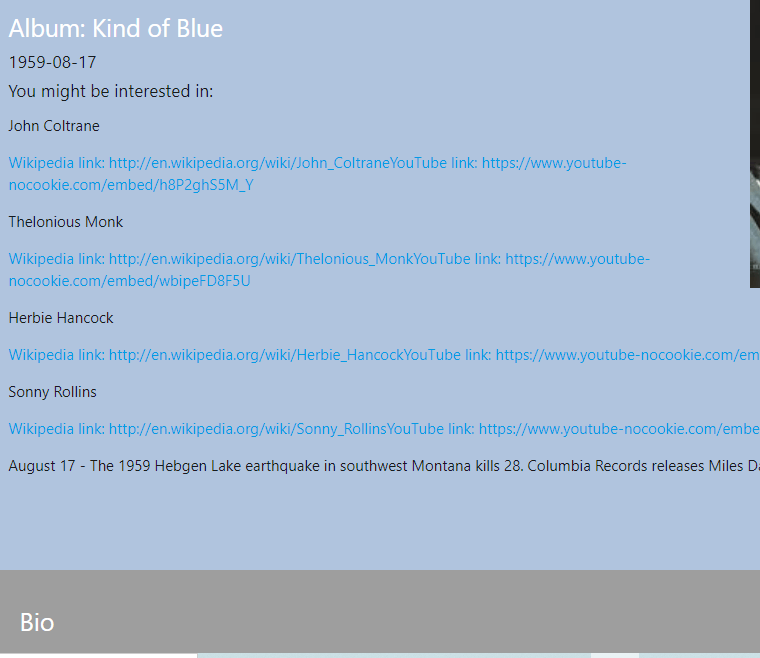 Album: Kind of Blue
1959-08-17
You might be interested in:
John Coltrane
Wikipedia link: http://en.wikipedia.org/wiki/John_ColtraneYouTube link: https://www.youtube-
nocookie.com/embed/h8P2ghS5M_Y
Thelonious Monk
Wikipedia link: http://en.wikipedia.org/wiki/Thelonious_MonkYouTube link: https://www.youtube-
nocookie.com/embed/wbipeFD8F5U
Herbie Hancock
Wikipedia link: http://en.wikipedia.org/wiki/Herbie_HancockYouTube link: https://www.youtube-nocookie.com/em
Sonny Rollins
Wikipedia link: http://en.wikipedia.org/wiki/Sonny_RollinsYouTube link: https://www.youtube-nocookie.com/embe
August 17 - The 1959 Hebgen Lake earthquake in southwest Montana kills 28. Columbia Records releases Miles Da
Bio